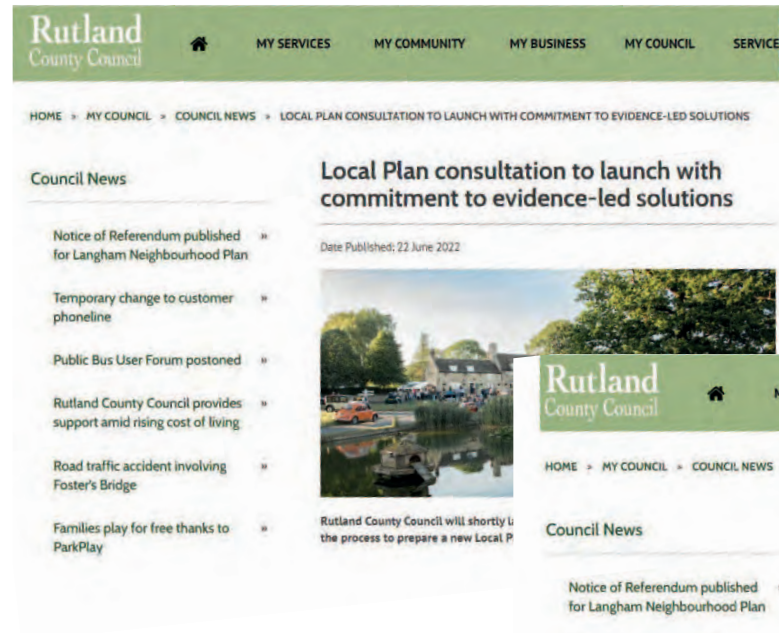 Rutland
County Council
MY SERVICES MY COMMUNITY MY BUSINESS MY COUNCIL SERVICE
HOME » MY COUNCIL » COUNCIL NEWS » LOCAL PLAN CONSULTATION TO LAUNCH WITH COMMITMENT TO EVIDENCE-LED SOLUTIONS
Council News
Notice of Referendum published »
for Langham Neighbourhood Plan
Temporary change to customer »
phoneline
Public Bus User Forum postoned »
Rutland County Council provides »
support amid rising cost of living
Road traffic accident involving »
Foster's Bridge
Families play for free thanks to »
ParkPlay
Local Plan consultation to launch with
commitment to evidence-led solutions
Date Published: 22 June 2022
Rutland County Council will shortly
the process to prepare a new Local
Rutland
County Council
HOME » MY COUNCIL » COUNCIL NEWS
Council News
Notice of Referendum published
for Langham Neighbourhood Plan